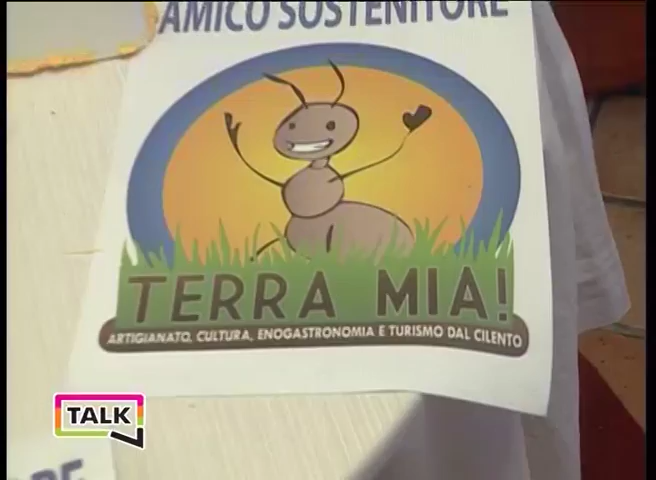 AMICO SOSTENITORE
TERRA MIA!
ARTIGIANATO, CULTURA, ENOGASTRONOMIA E TURISMO DAL CILENTO
TALK